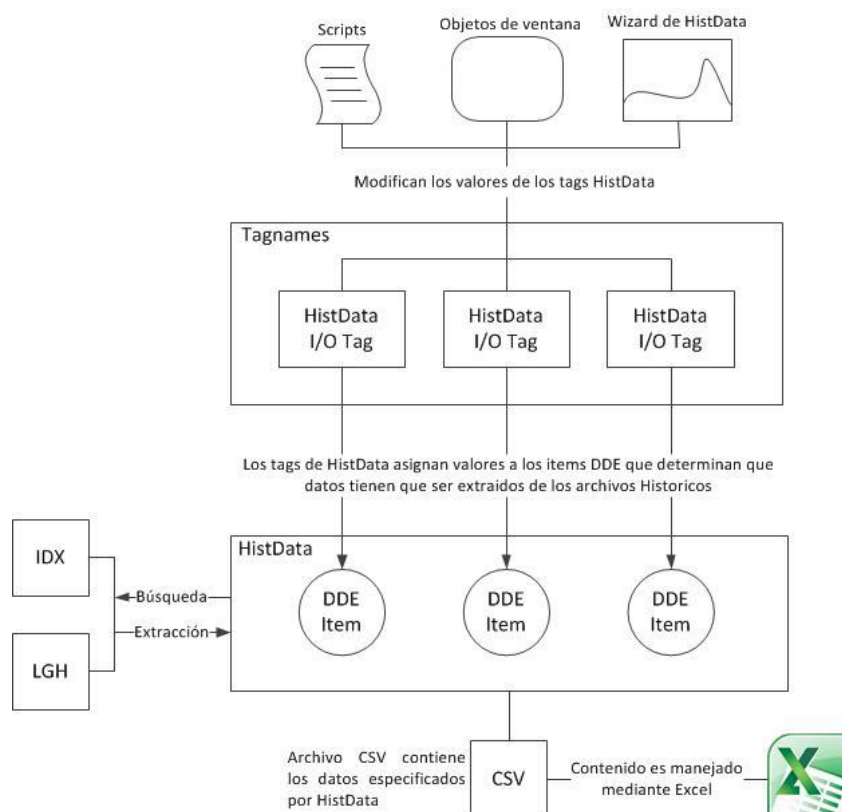 Scripts
Objetos de ventana
Wizard de HistData
Modifican los valores de los tags HistData
Tagnames
HistData
I/O Tag
HistData
I/O Tag
HistData
I/O Tag
Los tags de HistData asignan valores a los items DDE que determinan que
datos tienen que ser extraidos de los archivos Historicos
HistData
IDX
Búsqueda
Extracción
LGH
DDE
Item
DDE
Item
DDE
Item
Archivo CSV contiene
los datos especificados
por HistData
CSV
Contenido es manejado
mediante Excel
X